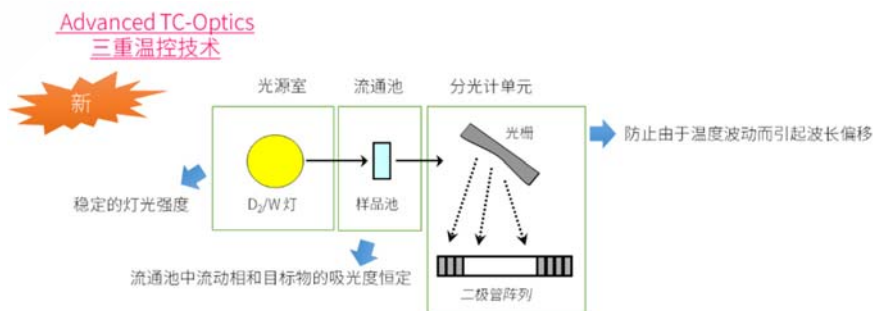 Advanced TC-Optics
三重温控技术
新
光源室
流通池
分光计单元
光栅
防止由于温度波动而引起波长偏移
稳定的灯光强度
D₂/W 灯
样品池
流通池中流动相和目标物的吸光度恒定
二极管阵列